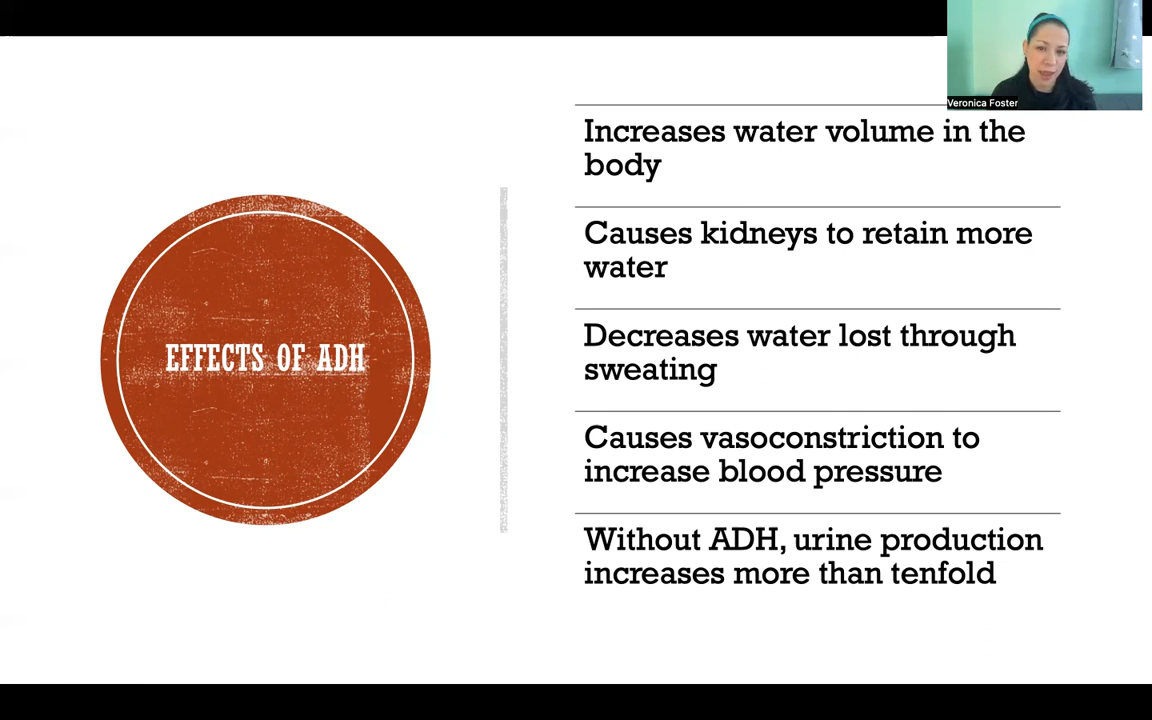 Veronica Foster
Increases water volume in the
body
Causes kidneys to retain more
water
Decreases water lost through
sweating
EFFECTS OF ADH
Causes vasoconstriction to
increase blood pressure
Without ADH, urine production
increases more than tenfold